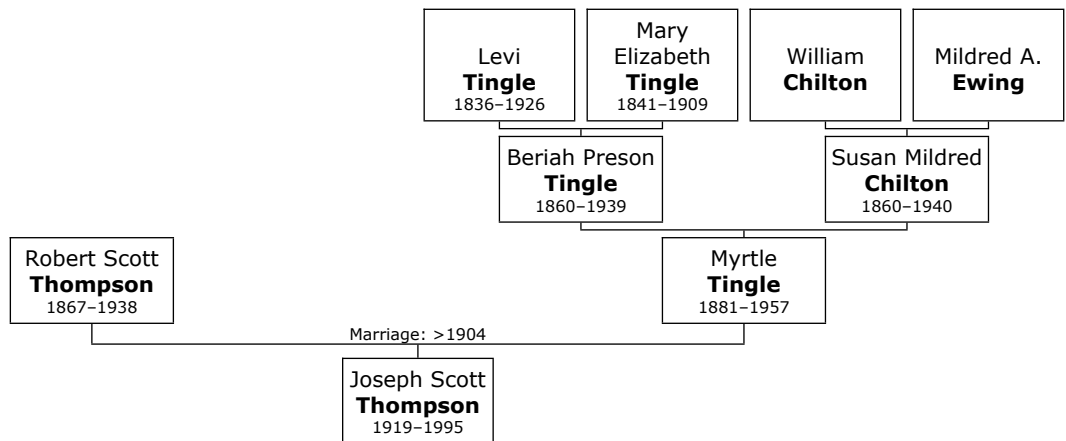 Levi
Tingle
1836–1926
Mary
Elizabeth
Tingle
1841–1909
William
Chilton
Mildred A.
Ewing
Beriah Preson
Tingle
1860–1939
Susan Mildred
Chilton
1860–1940
Robert Scott
Thompson
1867–1938
Myrtle
Tingle
1881–1957
Marriage: >1904
Joseph Scott
Thompson
1919–1995